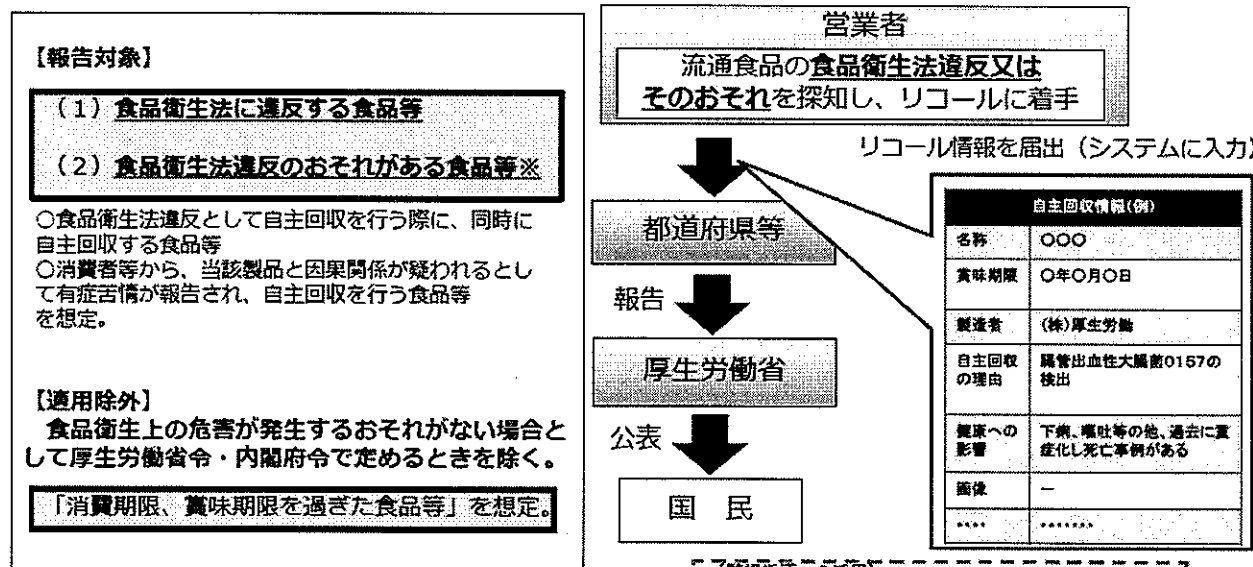 【報告対象】
(1)食品衛生法に違反する食品等
(2)食品衛生法違反のおそれがある食品等※
○食品衛生法違反として自主回収を行う際に、同時に
自主回収する食品等
○消費者等から、当該製品と因果関係が疑われるとし
て有症苦情が報告され、自主回収を行う食品等
を想定。
【適用除外】
食品衛生上の危害が発生するおそれがない場合と
して厚生労働省令・内閣府令で定めるときを除く。
「消費期限、賞味期限を過ぎた食品等」を想定。
営業者
流通食品の食品衛生法違反又は
そのおそれを探知し、リコールに着手
リコール情報を届出(システムに入力)
都道府県等
報告
厚生労働省
公表
国 民
自主回収情報(例)
名称 ○○○
賞味期限 ○年○月○日
製造者 (株)厚生労働
自主回収 腸管出血性大腸菌O157の
の理由 検出
健康への 下痢、嘔吐等の他、過去に重
影響 症化し死亡事例がある
画像 ー
**** *******